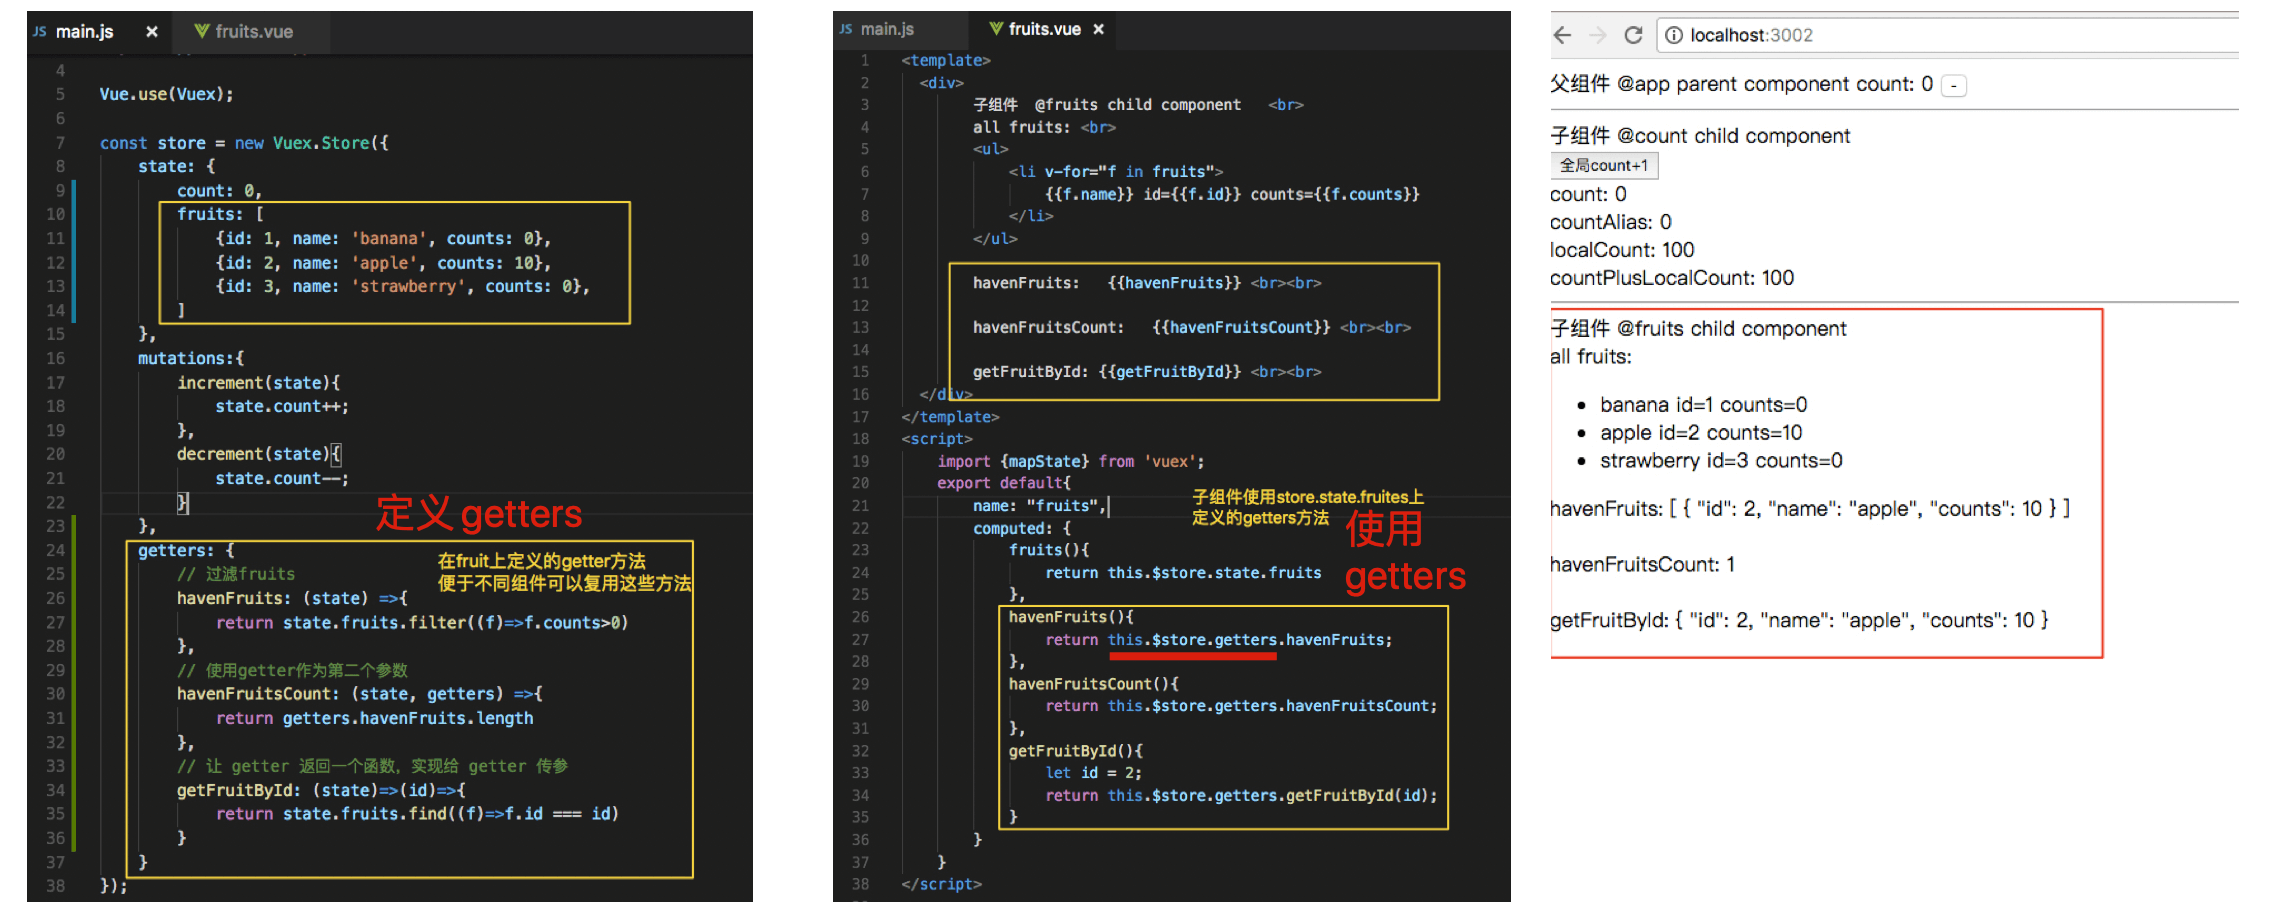 JS main.js × fruits.vue
4
5 Vue.use(Vuex);
6
7 const store = new Vuex.Store({
8 state: {
9 count: 0,
10 fruits: [
11 {id: 1, name: 'banana', counts: 0},
12 {id: 2, name: 'apple', counts: 10},
13 {id: 3, name: 'strawberry', counts: 0},
14 ]
15 },
16 mutations:{
17 increment(state){
18 state.count++;
19 },
20 decrement(state){
21 state.count--;
22 }
定义 getters
23 },
24 getters: {
在fruit上定义的getter方法
便于不同组件可以复用这些方法
25 // 过滤fruits
26 havenFruits: (state) =>{
27 return state.fruits.filter((f)=>f.counts>0)
28 },
29 // 使用getter作为第二个参数
30 havenFruitsCount: (state, getters) =>{
31 return getters.havenFruits.length
32 },
33 // 让 getter 返回一个函数，实现给 getter 传参
34 getFruitById: (state)=>(id)=>{
35 return state.fruits.find((f)=>f.id === id)
36 }
37 }
38 });
JS main.js fruits.vue ×
1 <template>
2 <div>
3 子组件 @fruits child component <br>
4 all fruits: <br>
5 <ul>
6 <li v-for="f in fruits">
7 {{f.name}} id={{f.id}} counts={{f.counts}}
8 </li>
9 </ul>
10
11 havenFruits: {{havenFruits}} <br><br>
12
13 havenFruitsCount: {{havenFruitsCount}} <br><br>
14
15 getFruitById: {{getFruitById}} <br><br>
16 </div>
17 </template>
18 <script>
19 import {mapState} from 'vuex';
20 export default{
21 name: "fruits",
子组件使用store.state.fruites上
定义的getters方法
使用
getters
22 computed: {
23 fruits(){
24 return this.$store.state.fruits
25 },
26 havenFruits(){
27 return this.$store.getters.havenFruits;
28 },
29 havenFruitsCount(){
30 return this.$store.getters.havenFruitsCount;
31 },
32 getFruitById(){
33 let id = 2;
34 return this.$store.getters.getFruitById(id);
35 }
36 }
37 }
38 </script>
localhost:3002
父组件 @app parent component count: 0 -
子组件 @count child component
全局count+1
count: 0
countAlias: 0
localCount: 100
countPlusLocalCount: 100
子组件 @fruits child component
all fruits:
• banana id=1 counts=0
• apple id=2 counts=10
• strawberry id=3 counts=0
havenFruits: [ { "id": 2, "name": "apple", "counts": 10 } ]
havenFruitsCount: 1
getFruitById: { "id": 2, "name": "apple", "counts": 10 }